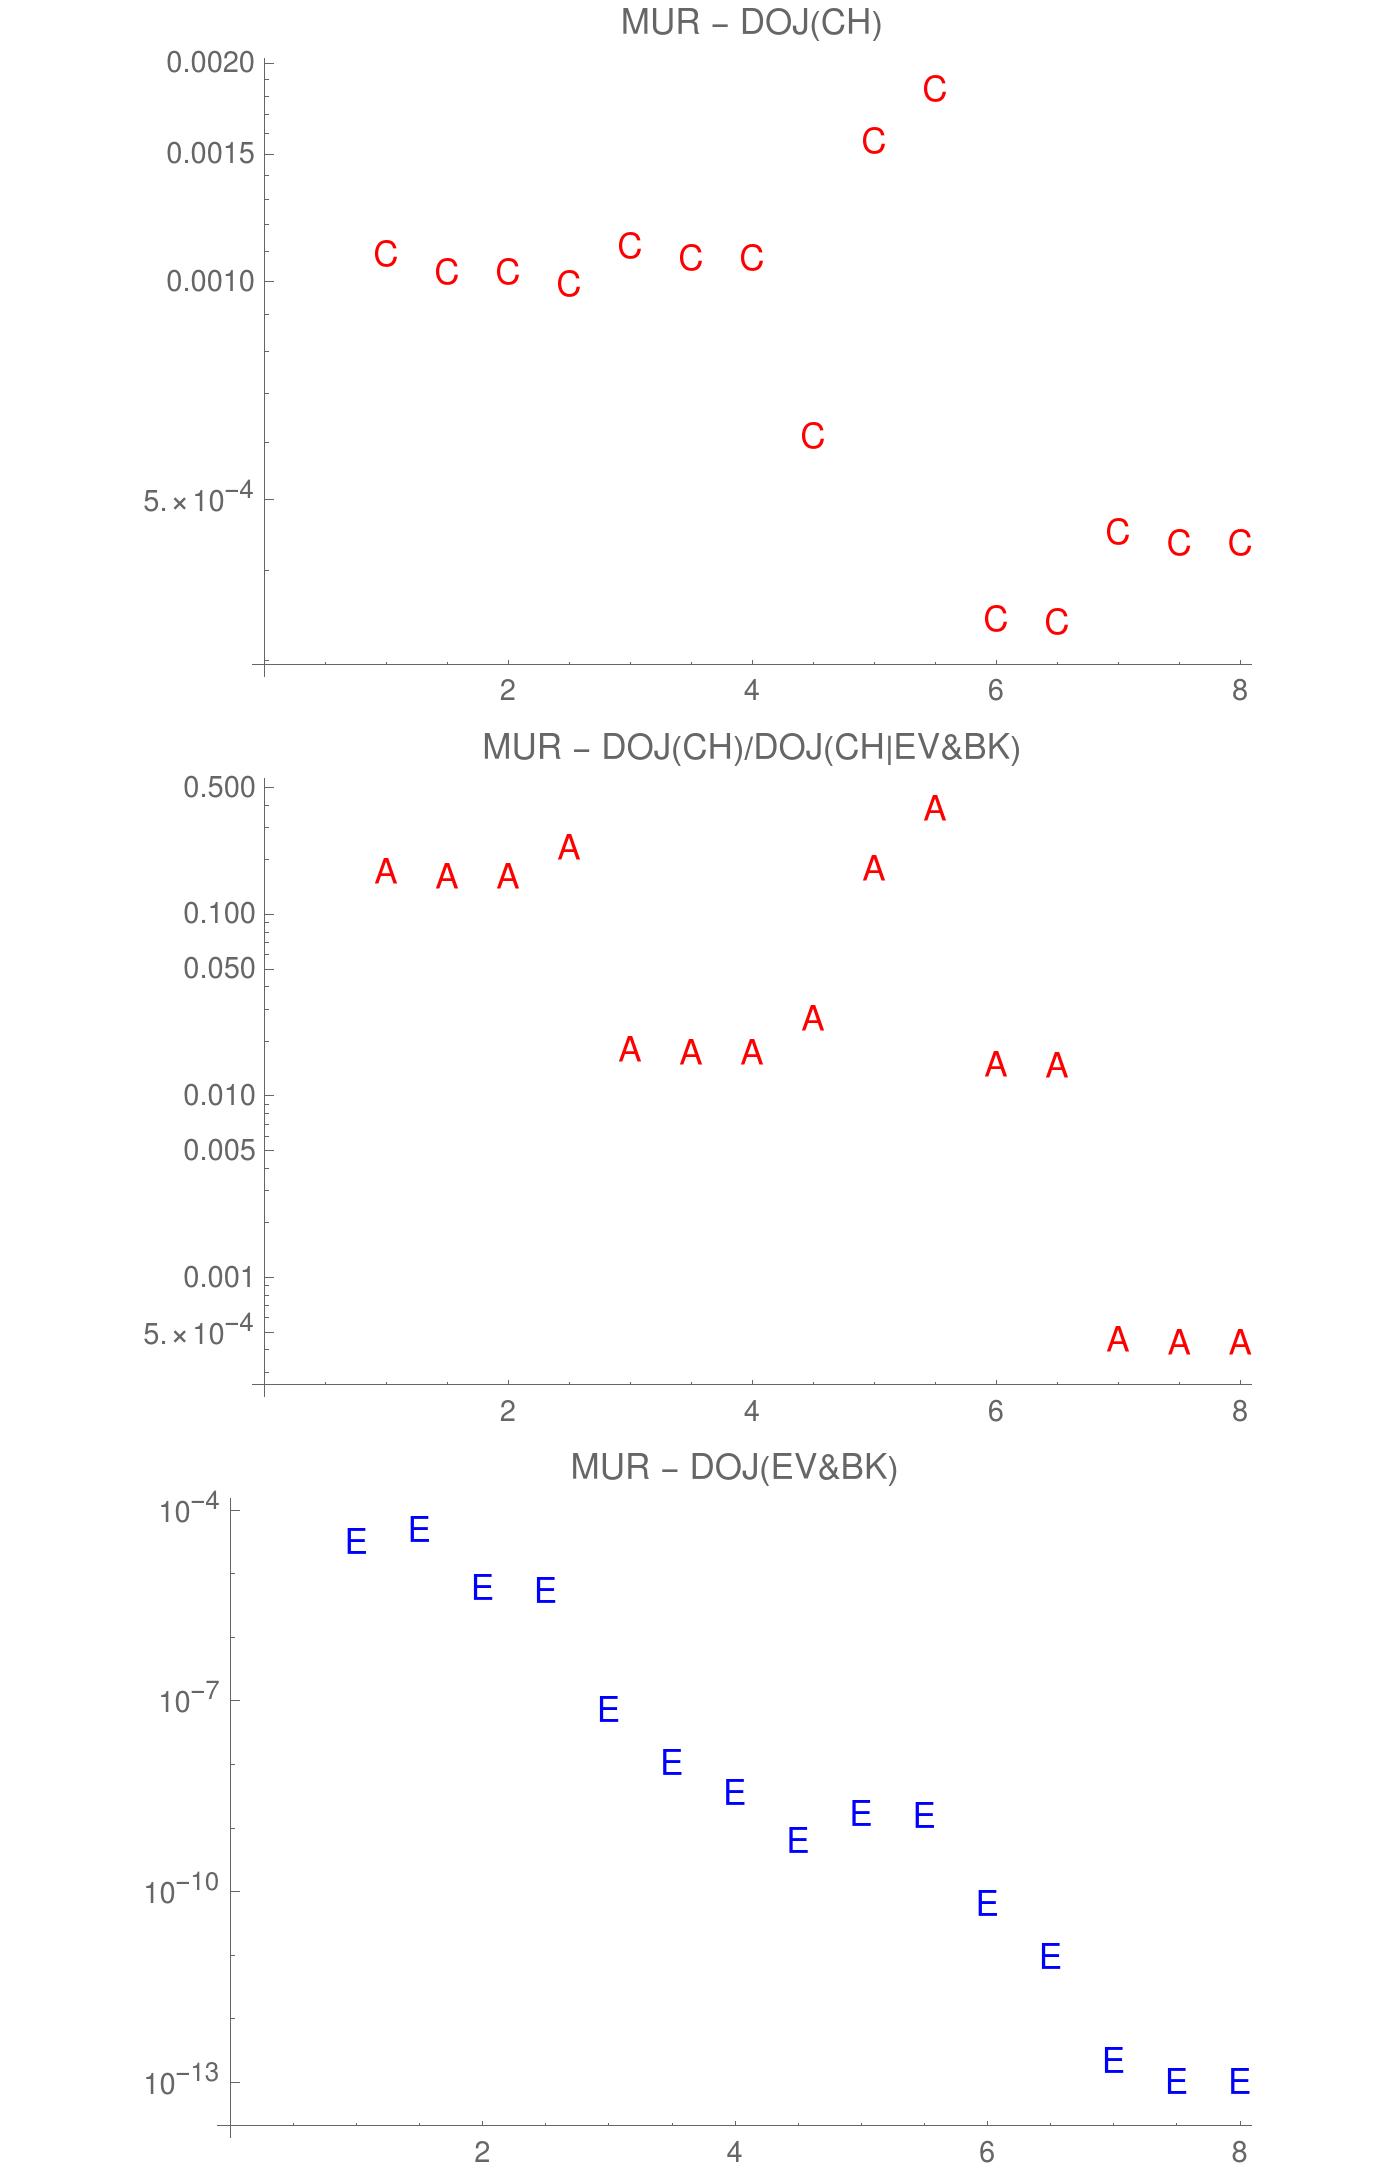 MUR − DOJ(CH)
0.0020
C
C
0.0015
C C C C C C C
0.0010
C
5.×10⁻⁴
C C C
C C
2 4 6 8
MUR − DOJ(CH)/DOJ(CH|EV&BK)
0.500
A
A A A A A
0.100
0.050
A
A A A A A
0.010
0.005
0.001
5.×10⁻⁴
A A A
2 4 6 8
MUR − DOJ(EV&BK)
10⁻⁴
E E
E E
10⁻⁷
E
E
E
E E E
10⁻¹⁰
E
E
E
10⁻¹³
E E
2 4 6 8